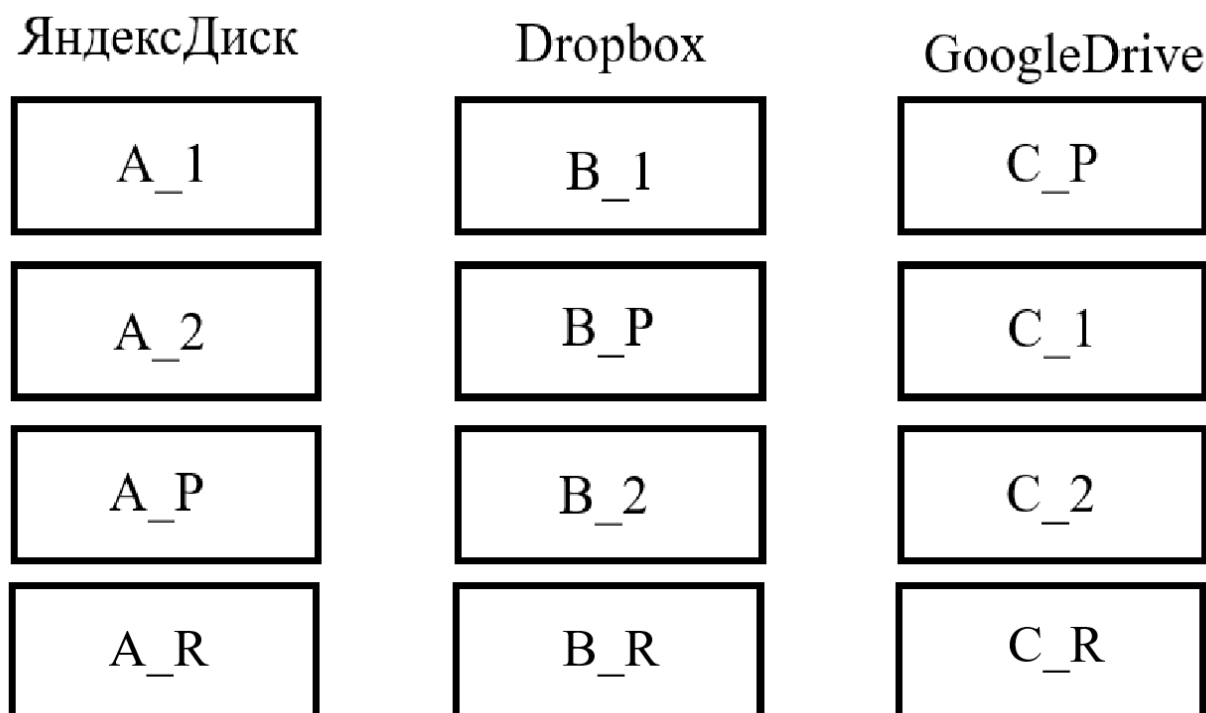 ЯндексДиск Dropbox GoogleDrive
A_1 B_1 C_P
A_2 B_P C_1
A_P B_2 C_2
A_R B_R C_R